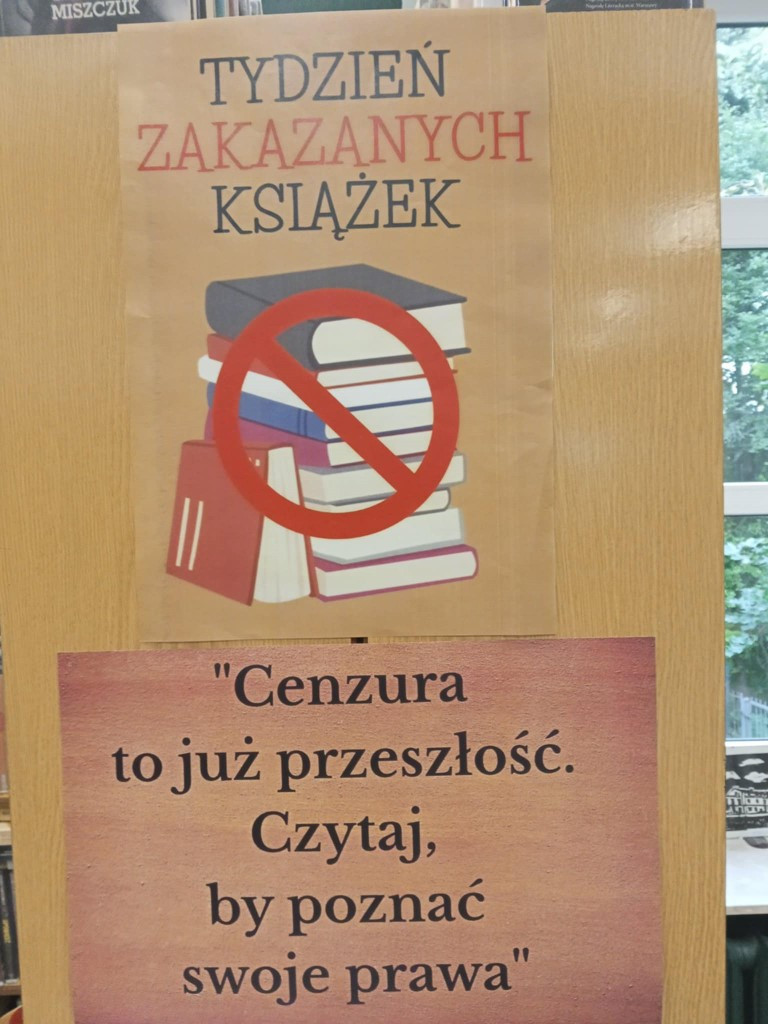 MISZCZUK
TYDZIEŃ
ZAKAZANYCH
KSIĄŻEK
"Cenzura
to już przeszłość.
Czytaj,
by poznać
swoje prawa"